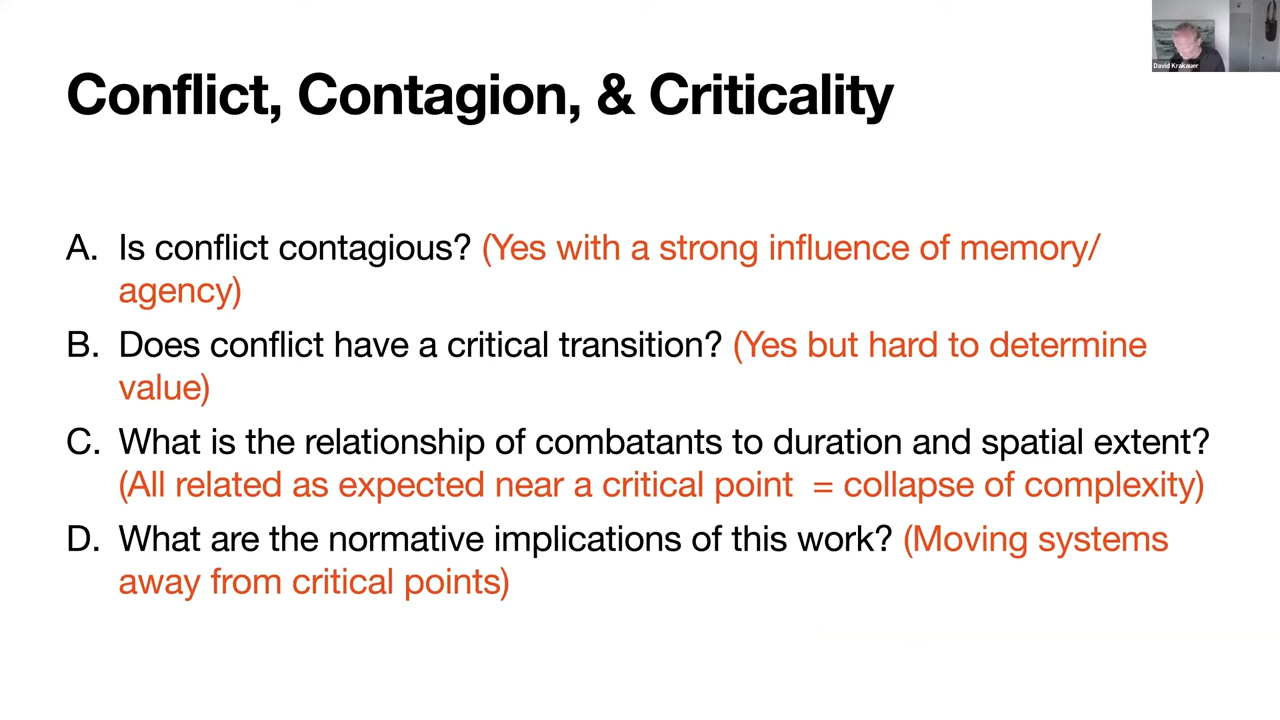 David Krakauer
Conflict, Contagion, & Criticality
A. Is conflict contagious? (Yes with a strong influence of memory/
agency)
B. Does conflict have a critical transition? (Yes but hard to determine
value)
C. What is the relationship of combatants to duration and spatial extent?
(All related as expected near a critical point = collapse of complexity)
D. What are the normative implications of this work? (Moving systems
away from critical points)